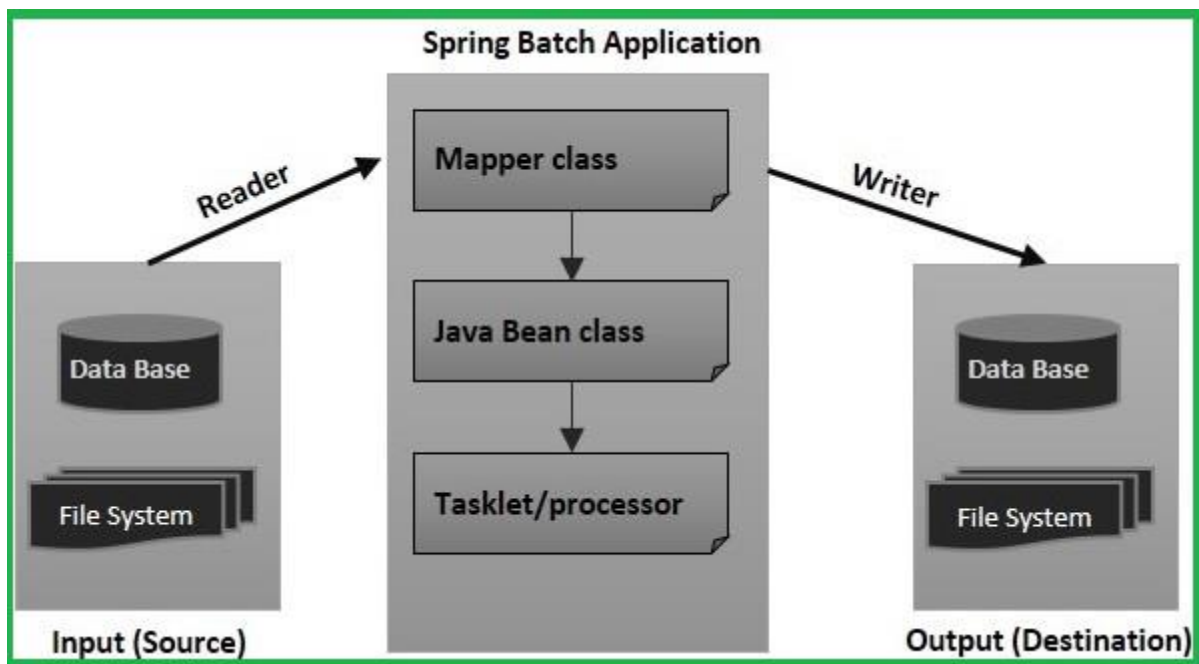 Spring Batch Application
Reader
Mapper class
Writer
Java Bean class
Tasklet/processor
Data Base
File System
Input (Source)
Data Base
File System
Output (Destination)